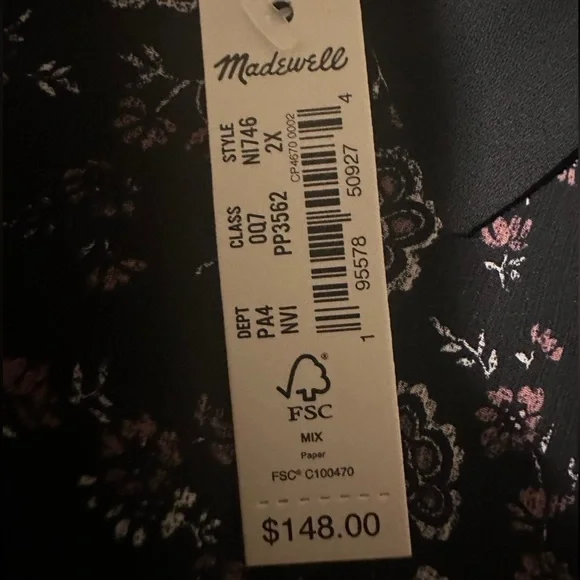 Madewell
DEPT CLASS STYLE
PA4 0Q7 NI746
NVI PP3562 2X
CP4670 0002
1 95578 50927 4
FSC®
MIX
Paper
FSC® C100470
$148.00